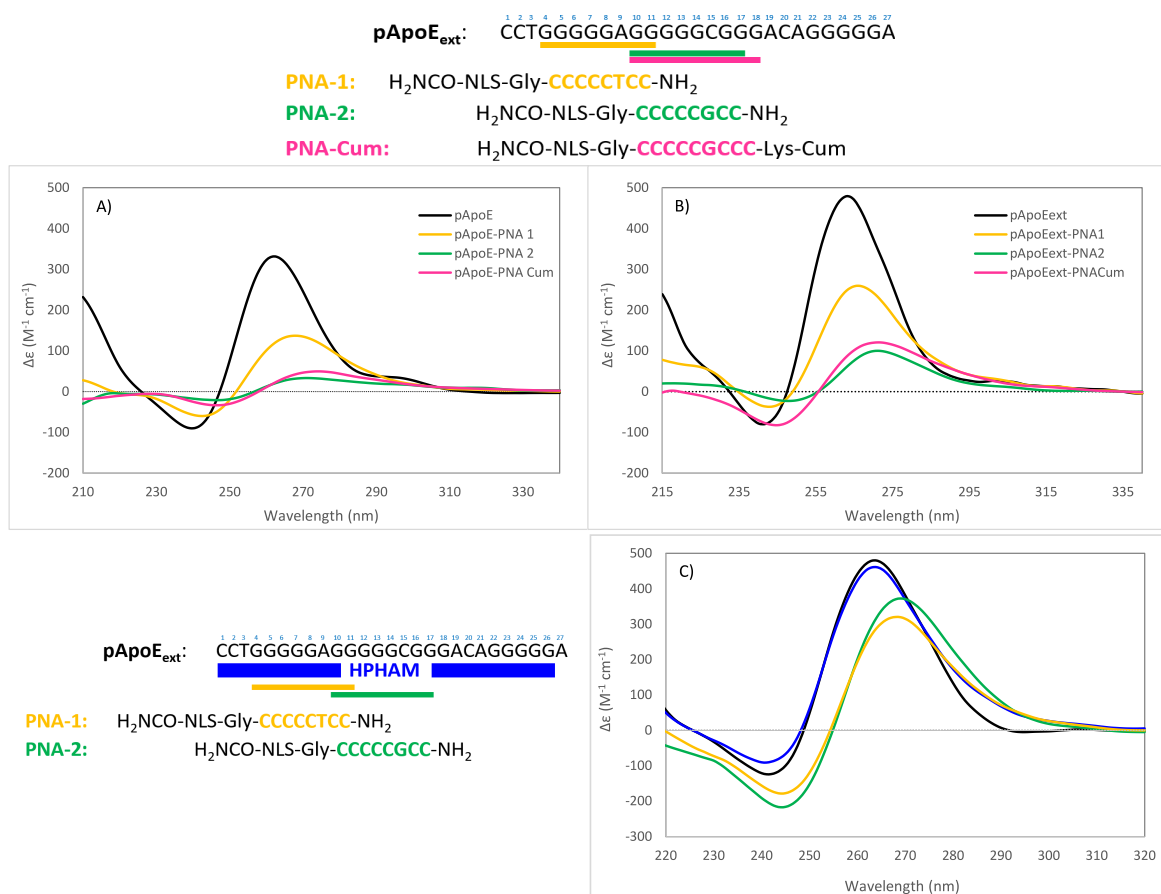 1 2 3 4 5 6 7 8 9 10 11 12 13 14 15 16 17 18 19 20 21 22 23 24 25 26 27
pApoEext: CCTGGGGGAGGGGGCGGGACAGGGGGA
PNA-1: H2NCO-NLS-Gly-CCCCCTCC-NH2
PNA-2: H2NCO-NLS-Gly-CCCCCGCC-NH2
PNA-Cum: H2NCO-NLS-Gly-CCCCCGCCC-Lys-Cum
A)
500
400
300
200
100
0
-100
-200
Δε (M-1 cm-1)
pApoE
pApoE-PNA 1
pApoE-PNA 2
pApoE-PNA Cum
210 230 250 270 290 310 330
Wavelength (nm)
B)
500
400
300
200
100
0
-100
-200
Δε (M-1 cm-1)
pApoEext
pApoEext-PNA1
pApoEext-PNA2
pApoEext-PNACum
215 235 255 275 295 315 335
Wavelength (nm)
1 2 3 4 5 6 7 8 9 10 11 12 13 14 15 16 17 18 19 20 21 22 23 24 25 26 27
pApoEext: CCTGGGGGAGGGGGCGGGACAGGGGGA
HPHAM
PNA-1: H2NCO-NLS-Gly-CCCCCTCC-NH2
PNA-2: H2NCO-NLS-Gly-CCCCCGCC-NH2
C)
500
400
300
200
100
0
-100
-200
-300
Δε (M-1 cm-1)
220 230 240 250 260 270 280 290 300 310 320
Wavelength (nm)